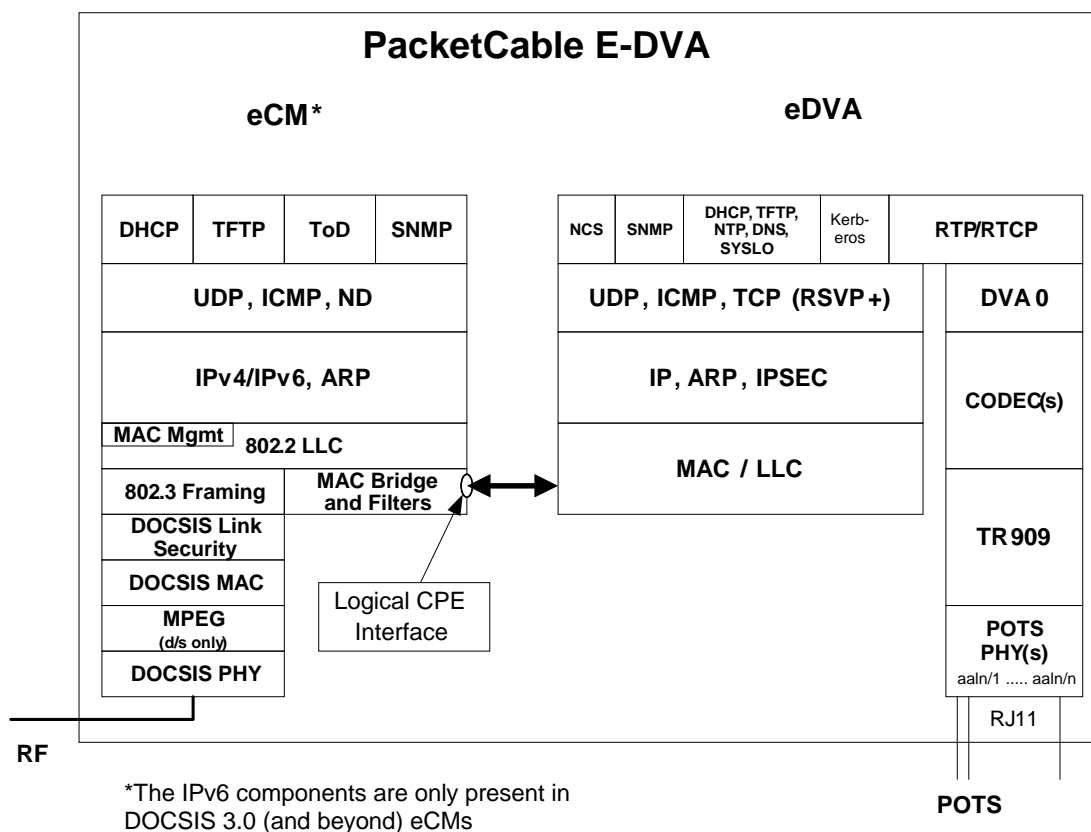 PacketCable E-DVA
eCM*
eDVA
DHCP
TFTP
ToD
SNMP
UDP, ICMP, ND
IPv4/IPv6, ARP
MAC Mgmt
802.2 LLC
802.3 Framing
MAC Bridge
and Filters
DOCSIS Link
Security
DOCSIS MAC
MPEG
(d/s only)
DOCSIS PHY
RF
Logical CPE
Interface
NCS
SNMP
DHCP, TFTP,
NTP, DNS,
SYSLO
Kerb-
eros
RTP/RTCP
UDP, ICMP, TCP (RSVP+)
IP, ARP, IPSEC
MAC / LLC
DVA 0
CODEC(s)
TR 909
POTS
PHY(s)
aaln/1 ..... aaln/n
RJ11
POTS
*The IPv6 components are only present in
DOCSIS 3.0 (and beyond) eCMs